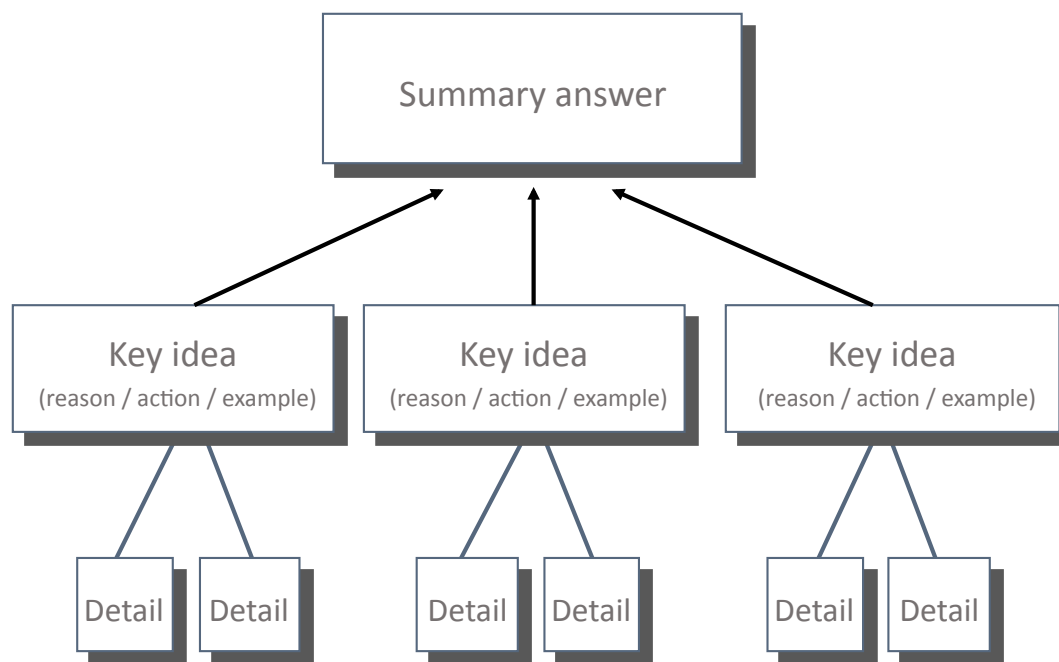 Summary answer
Key idea
(reason / action / example)
Key idea
(reason / action / example)
Key idea
(reason / action / example)
Detail
Detail
Detail
Detail
Detail
Detail